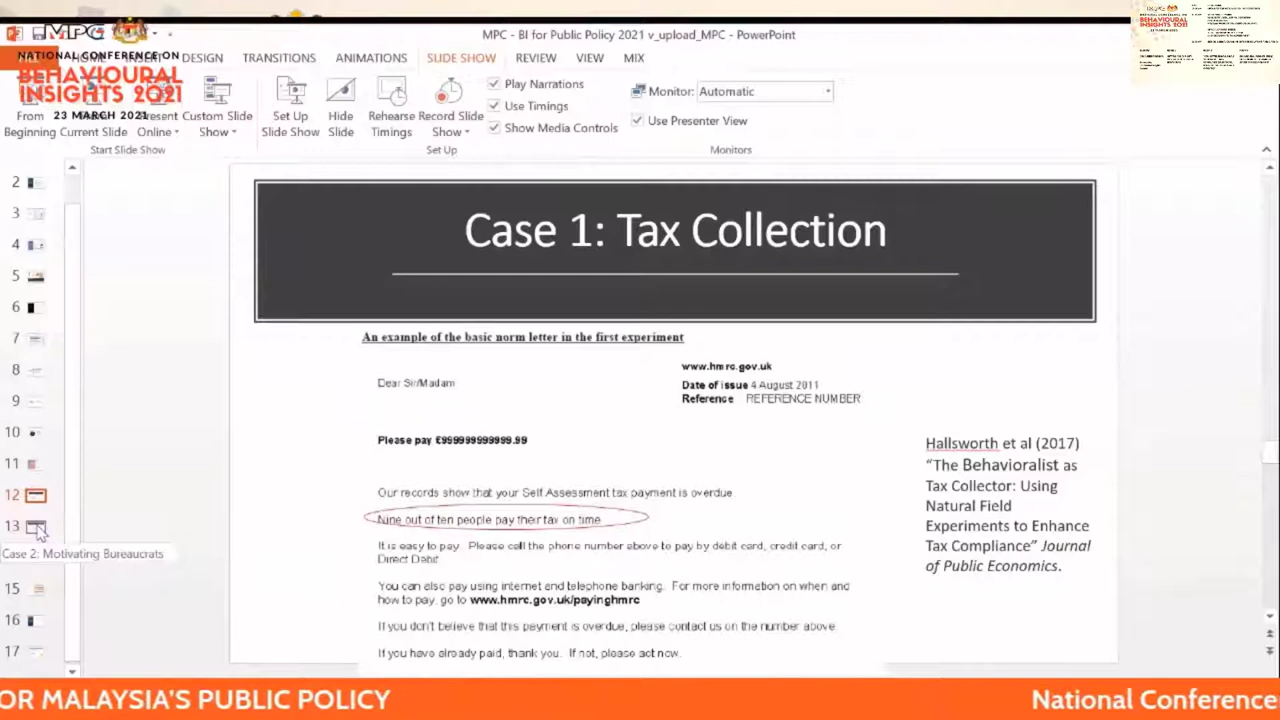 MPC
MPC - BI for Public Policy 2021 v_upload_MPC - PowerPoint
NATIONAL CONFERENCE ON
BEHAVIOURAL
INSIGHTS 2021
23 MARCH 2021
DESIGN
TRANSITIONS
ANIMATIONS
SLIDE SHOW
REVIEW
VIEW
MIX
From
Beginning
Current Slide
Present
Online
Custom Slide
Show
Set Up
Slide Show
Hide
Slide
Rehearse
Timings
Record Slide
Show
Play Narrations
Use Timings
Show Media Controls
Monitor: Automatic
Use Presenter View
Start Slide Show
Set Up
Monitors
2
3
4
5
6
7
8
9
10
11
12
13
Case 2: Motivating Bureaucrats
15
16
17
Case 1: Tax Collection
An example of the basic norm letter in the first experiment
www.hmrc.gov.uk
Dear Sir/Madam
Date of issue 4 August 2011
Reference REFERENCE NUMBER
Please pay £999999999999.99
Our records show that your Self Assessment tax payment is overdue
Nine out of ten people pay their tax on time
It is easy to pay. Please call the phone number above to pay by debit card, credit card, or
Direct Debit
You can also pay using internet and telephone banking. For more information on when and
how to pay, go to www.hmrc.gov.uk/payinghmrc
If you don't believe that this payment is overdue, please contact us on the number above.
If you have already paid, thank you. If not, please act now.
Hallsworth et al (2017)
“The Behavioralist as
Tax Collector: Using
Natural Field
Experiments to Enhance
Tax Compliance” Journal
of Public Economics.
OR MALAYSIA'S PUBLIC POLICY
National Conference